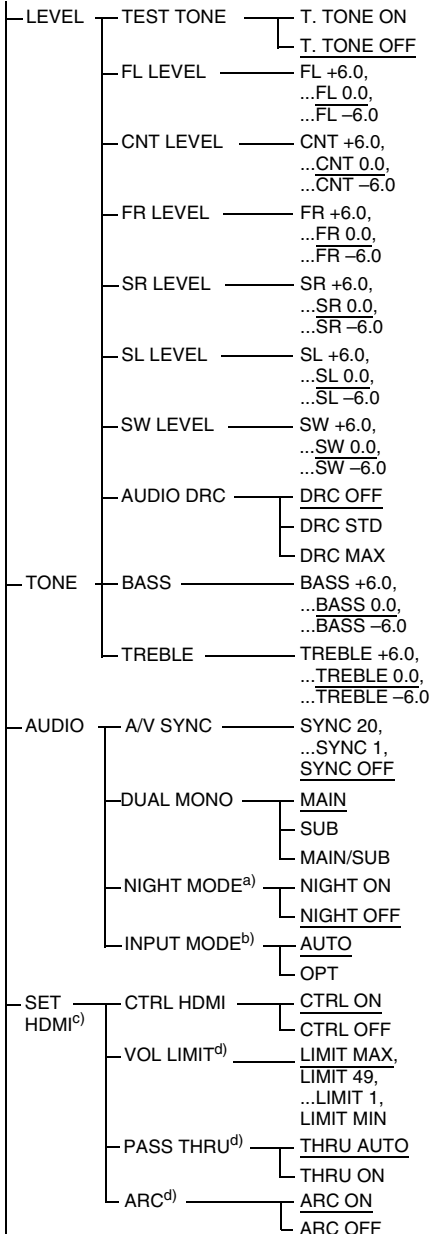 LEVEL TEST TONE T. TONE ON
T. TONE OFF
FL LEVEL FL +6.0,
...FL 0.0,
...FL –6.0
CNT LEVEL CNT +6.0,
...CNT 0.0,
...CNT –6.0
FR LEVEL FR +6.0,
...FR 0.0,
...FR –6.0
SR LEVEL SR +6.0,
...SR 0.0,
...SR –6.0
SL LEVEL SL +6.0,
...SL 0.0,
...SL –6.0
SW LEVEL SW +6.0,
...SW 0.0,
...SW –6.0
AUDIO DRC DRC OFF
DRC STD
DRC MAX
TONE BASS BASS +6.0,
...BASS 0.0,
...BASS –6.0
TREBLE TREBLE +6.0,
...TREBLE 0.0,
...TREBLE –6.0
AUDIO A/V SYNC SYNC 20,
...SYNC 1,
SYNC OFF
DUAL MONO MAIN
SUB
MAIN/SUB
NIGHT MODEa) NIGHT ON
NIGHT OFF
INPUT MODEb) AUTO
OPT
SET CTRL HDMI CTRL ON
HDMIc) CTRL OFF
VOL LIMITd) LIMIT MAX,
LIMIT 49,
...LIMIT 1,
LIMIT MIN
PASS THRUd) THRU AUTO
THRU ON
ARCd) ARC ON
ARC OFF